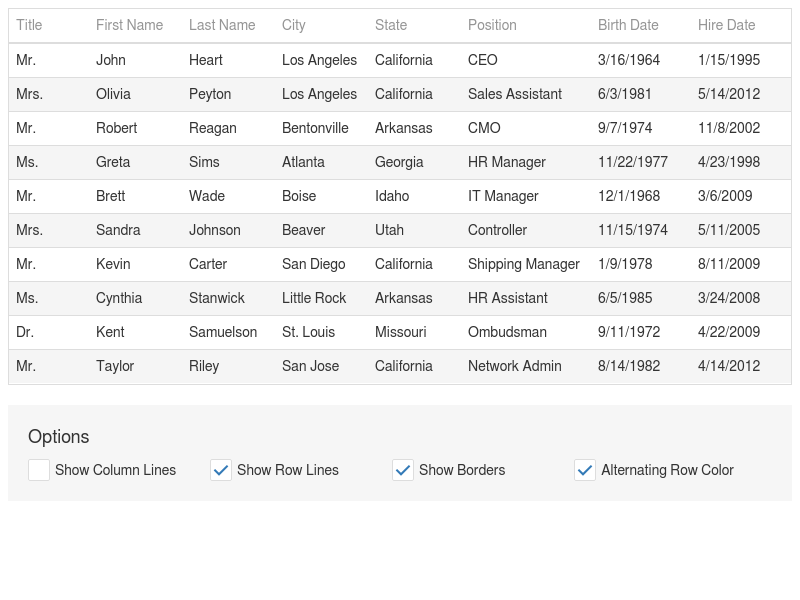 Title First Name Last Name City State Position Birth Date Hire Date
Mr. John Heart Los Angeles California CEO 3/16/1964 1/15/1995
Mrs. Olivia Peyton Los Angeles California Sales Assistant 6/3/1981 5/14/2012
Mr. Robert Reagan Bentonville Arkansas CMO 9/7/1974 11/8/2002
Ms. Greta Sims Atlanta Georgia HR Manager 11/22/1977 4/23/1998
Mr. Brett Wade Boise Idaho IT Manager 12/1/1968 3/6/2009
Mrs. Sandra Johnson Beaver Utah Controller 11/15/1974 5/11/2005
Mr. Kevin Carter San Diego California Shipping Manager 1/9/1978 8/11/2009
Ms. Cynthia Stanwick Little Rock Arkansas HR Assistant 6/5/1985 3/24/2008
Dr. Kent Samuelson St. Louis Missouri Ombudsman 9/11/1972 4/22/2009
Mr. Taylor Riley San Jose California Network Admin 8/14/1982 4/14/2012
Options
Show Column Lines Show Row Lines Show Borders Alternating Row Color